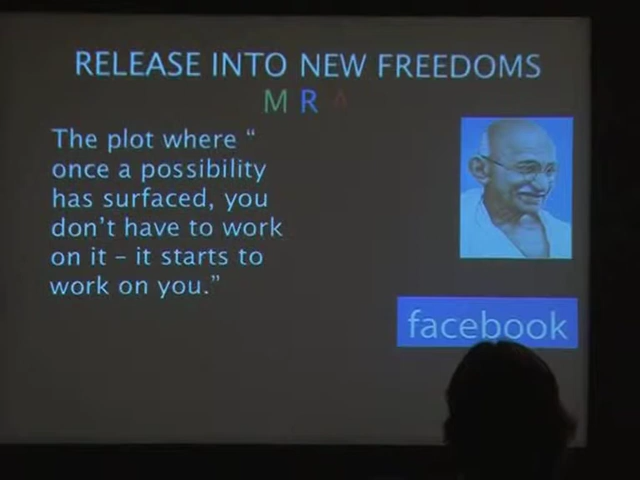 RELEASE INTO NEW FREEDOMS
M R A
The plot where “
once a possibility
has surfaced, you
don’t have to work
on it – it starts to
work on you.”
facebook